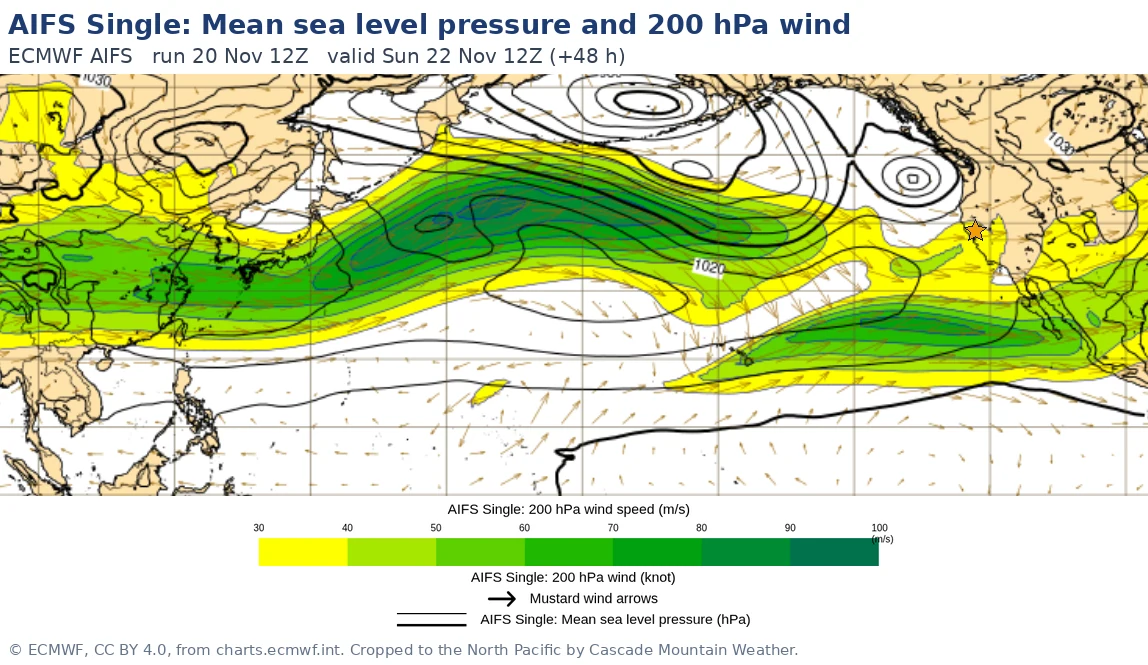 AIFS Single: Mean sea level pressure and 200 hPa wind
ECMWF AIFS   run 20 Nov 12Z   valid Sun 22 Nov 12Z (+48 h)
1030
1030
1020
AIFS Single: 200 hPa wind speed (m/s)
30 40 50 60 70 80 90 100
(m/s)
AIFS Single: 200 hPa wind (knot)
Mustard wind arrows
AIFS Single: Mean sea level pressure (hPa)
© ECMWF, CC BY 4.0, from charts.ecmwf.int. Cropped to the North Pacific by Cascade Mountain Weather.